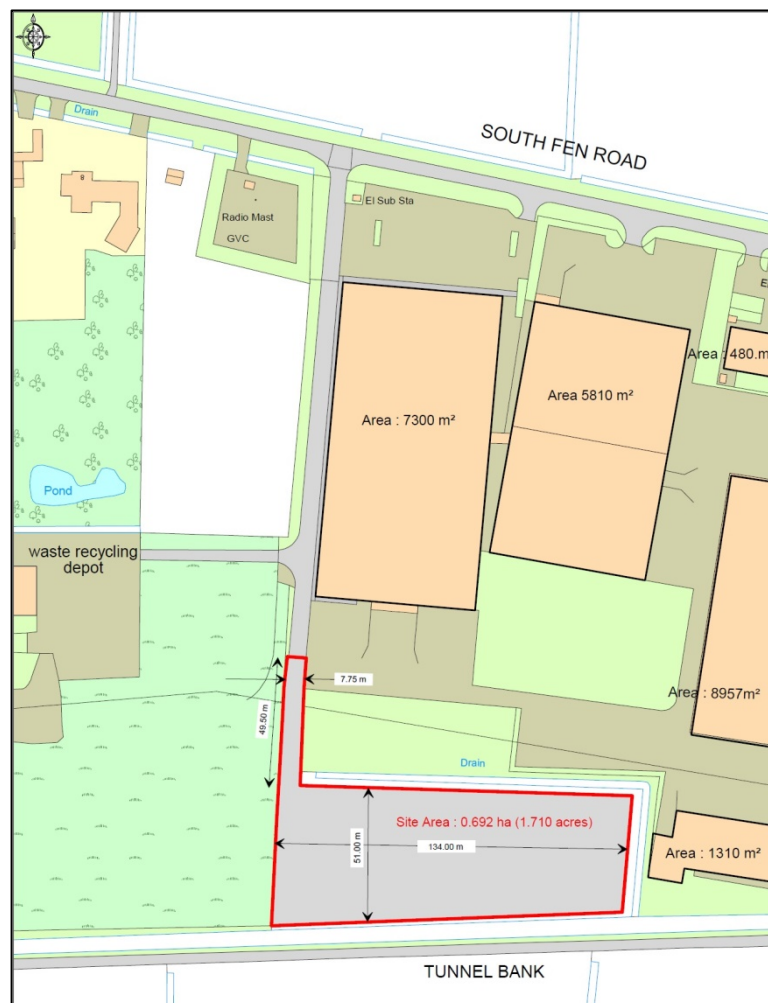 Drain
SOUTH FEN ROAD
8
El Sub Sta
Radio Mast
GVC
E
Area : 480.m
Area : 7300 m²
Area 5810 m²
Pond
waste recycling
depot
7.75 m
Area : 8957m²
49.50 m
Drain
Site Area : 0.692 ha (1.710 acres)
134.00 m
51.00 m
Area : 1310 m²
TUNNEL BANK